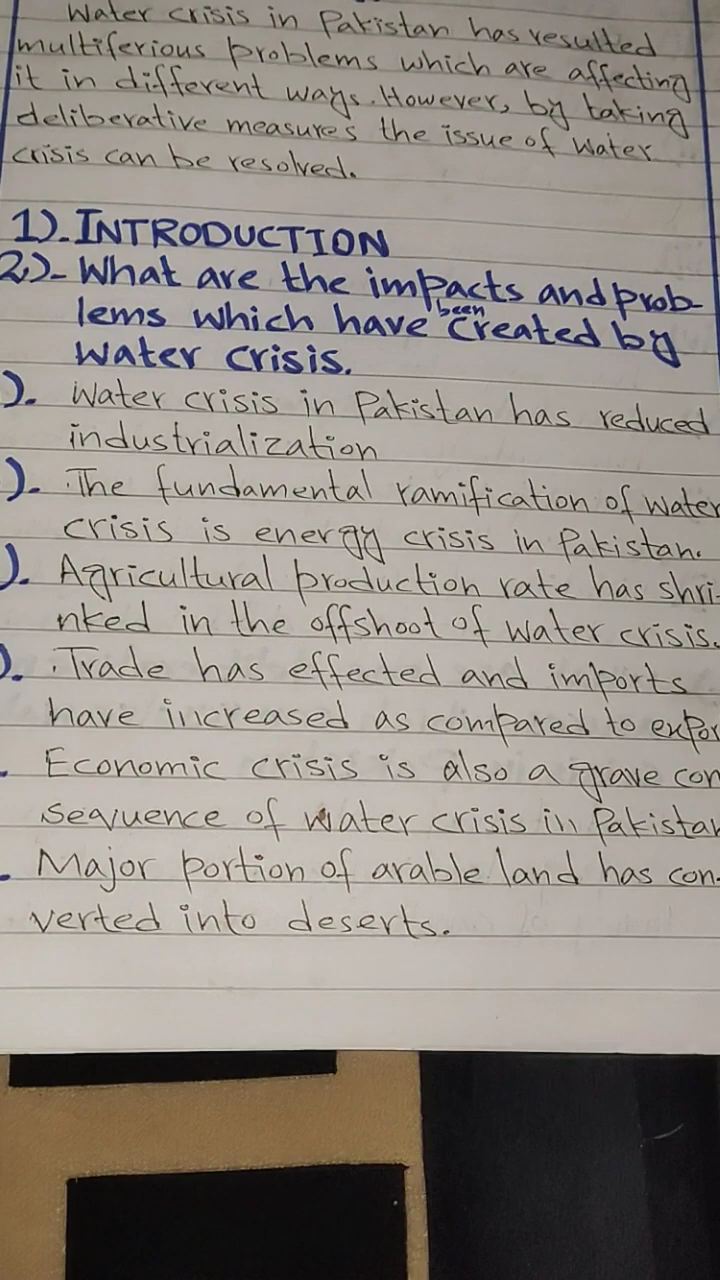 Water crisis in Pakistan has resulted
multiferious problems which are affecting
it in different ways. However, by taking
deliberative measures the issue of water
crisis can be resolved.
1). INTRODUCTION
2)- What are the impacts and prob-
lems which have been created by
water crisis.
). Water crisis in Pakistan has reduced
industrialization
). The fundamental ramification of water
crisis is energy crisis in Pakistan.
). Agricultural production rate has shri-
nked in the offshoot of water crisis.
). Trade has effected and imports
have increased as compared to expor
. Economic crisis is also a grave con
sequence of water crisis in Pakistan
. Major portion of arable land has con-
verted into deserts.